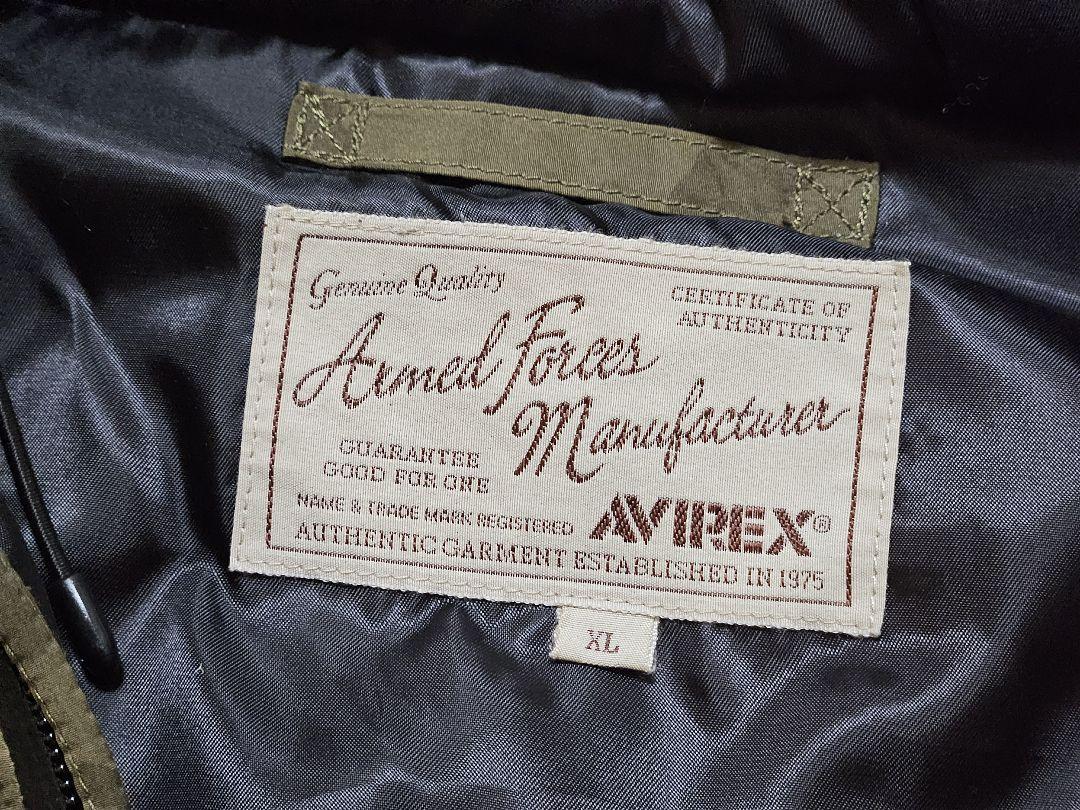 Genuine Quality
CERTIFICATE OF
AUTHENTICITY
Armed Forces
Manufacturer
GUARANTEE
GOOD FOR ONE
NAME & TRADE MARK REGISTERED
AVIREX®
AUTHENTIC GARMENT ESTABLISHED IN 1975
XL